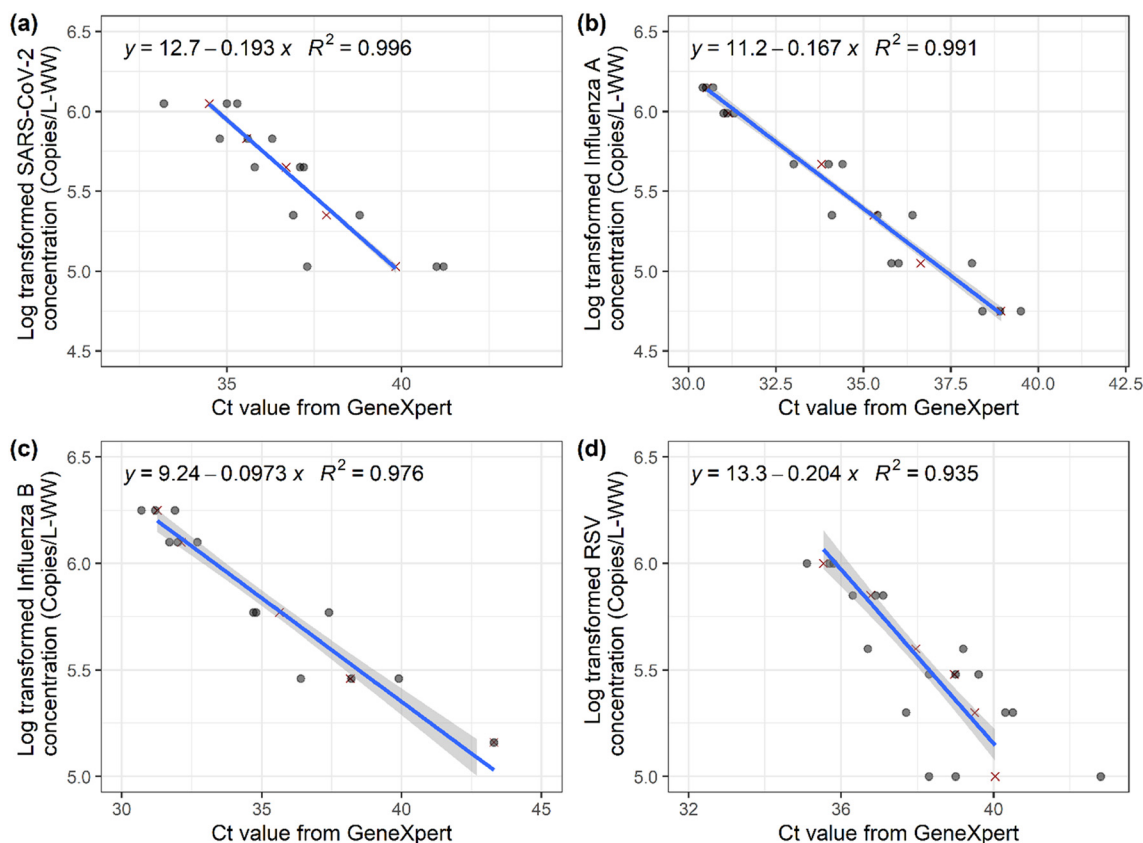 (a)
y = 12.7 – 0.193 x R² = 0.996
Log transformed SARS-CoV-2
concentration (Copies/L-WW)
6.5
6.0
5.5
5.0
4.5
35 40
Ct value from GeneXpert
(b)
y = 11.2 – 0.167 x R² = 0.991
Log transformed Influenza A
concentration (Copies/L-WW)
6.5
6.0
5.5
5.0
4.5
30.0 32.5 35.0 37.5 40.0 42.5
Ct value from GeneXpert
(c)
y = 9.24 – 0.0973 x R² = 0.976
Log transformed Influenza B
concentration (Copies/L-WW)
6.5
6.0
5.5
5.0
30 35 40 45
Ct value from GeneXpert
(d)
y = 13.3 – 0.204 x R² = 0.935
Log transformed RSV
concentration (Copies/L-WW)
6.5
6.0
5.5
5.0
32 36 40
Ct value from GeneXpert